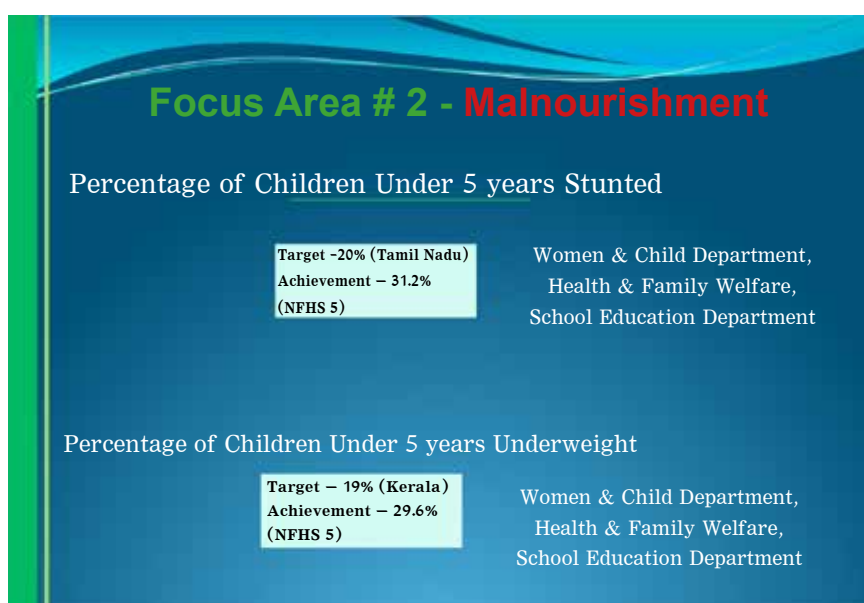 Focus Area # 2 - Malnourishment
Percentage of Children Under 5 years Stunted
Target -20% (Tamil Nadu)
Achievement – 31.2%
(NFHS 5)
Women & Child Department,
Health & Family Welfare,
School Education Department
Percentage of Children Under 5 years Underweight
Target – 19% (Kerala)
Achievement – 29.6%
(NFHS 5)
Women & Child Department,
Health & Family Welfare,
School Education Department